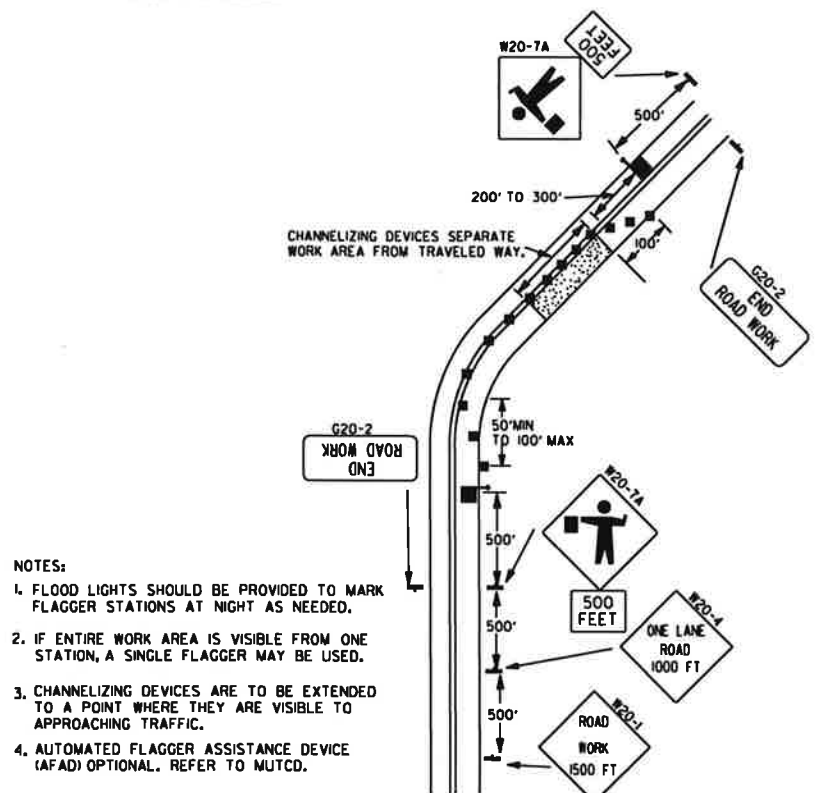 W20-7A
500
FEET
500'
200' TO 300'
CHANNELIZING DEVICES SEPARATE
WORK AREA FROM TRAVELED WAY.
100'
G20-2
END
ROAD WORK
G20-2
END
ROAD WORK
50'MIN
TO 100' MAX
W20-7A
500'
500
FEET
500'
W20-4
ONE LANE
ROAD
1000 FT
500'
W20-1
ROAD
WORK
1500 FT
NOTES:
1. FLOOD LIGHTS SHOULD BE PROVIDED TO MARK
FLAGGER STATIONS AT NIGHT AS NEEDED.
2. IF ENTIRE WORK AREA IS VISIBLE FROM ONE
STATION, A SINGLE FLAGGER MAY BE USED.
3. CHANNELIZING DEVICES ARE TO BE EXTENDED
TO A POINT WHERE THEY ARE VISIBLE TO
APPROACHING TRAFFIC.
4. AUTOMATED FLAGGER ASSISTANCE DEVICE
(AFAD) OPTIONAL. REFER TO MUTCD.